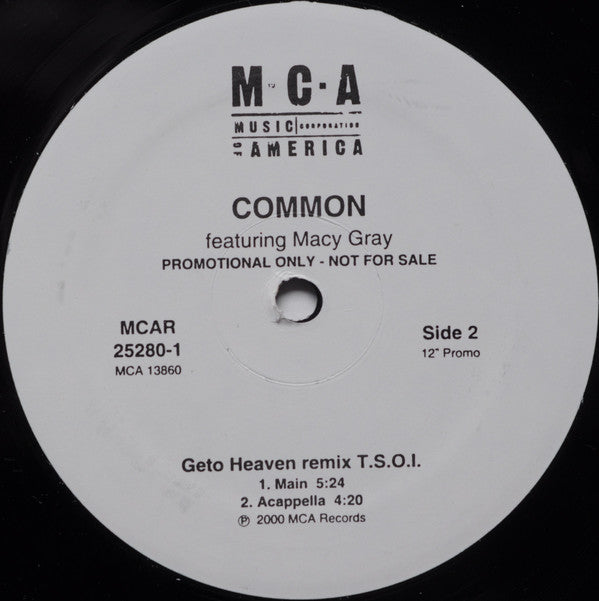 M·C·A
MUSIC CORPORATION
OF AMERICA
COMMON
featuring Macy Gray
PROMOTIONAL ONLY - NOT FOR SALE
MCAR
25280-1
MCA 13860
Side 2
12" Promo
Geto Heaven remix T.S.O.I.
1. Main 5:24
2. Acappella 4:20
℗ 2000 MCA Records